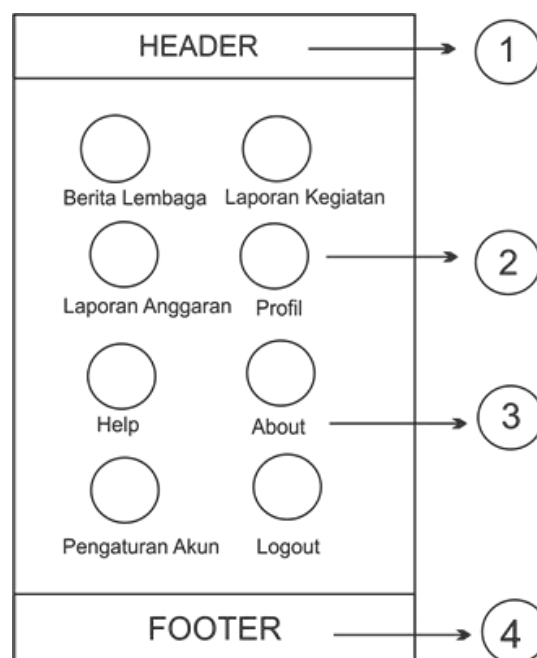 HEADER
1
Berita Lembaga Laporan Kegiatan
2
Laporan Anggaran Profil
Help About
3
Pengaturan Akun Logout
FOOTER
4